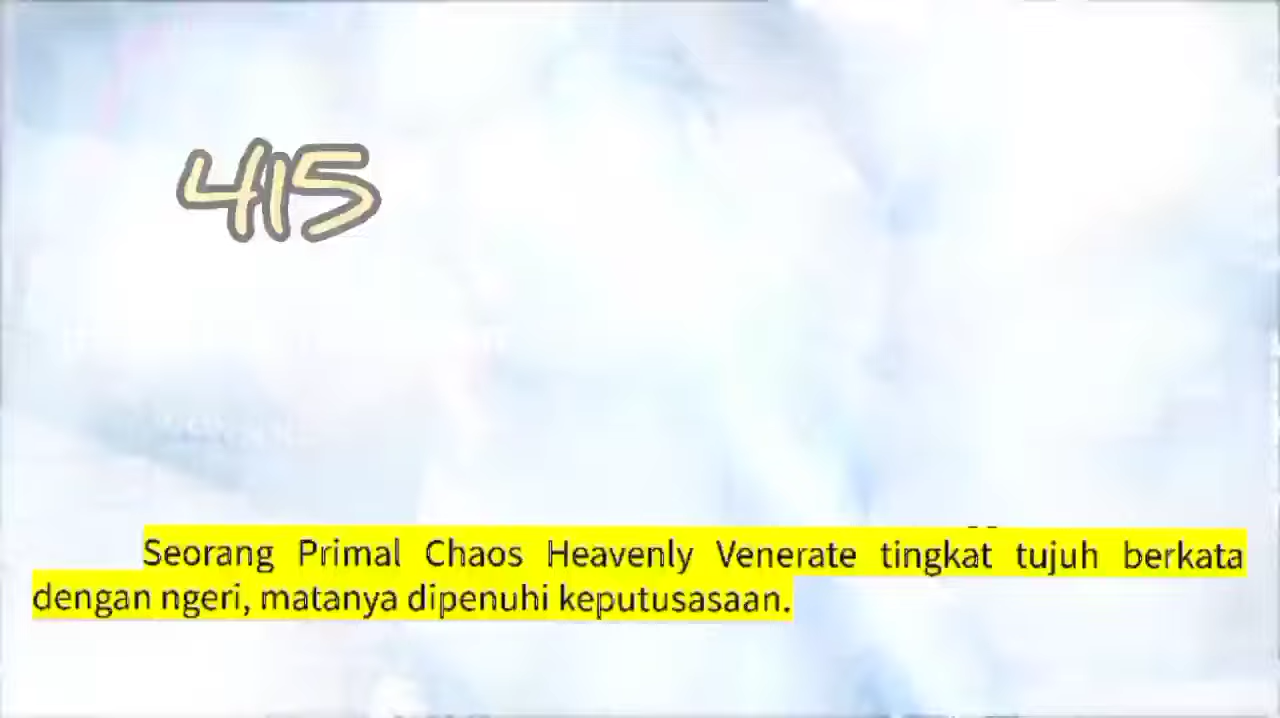 415
Seorang Primal Chaos Heavenly Venerate tingkat tujuh berkata
dengan ngeri, matanya dipenuhi keputusasaan.